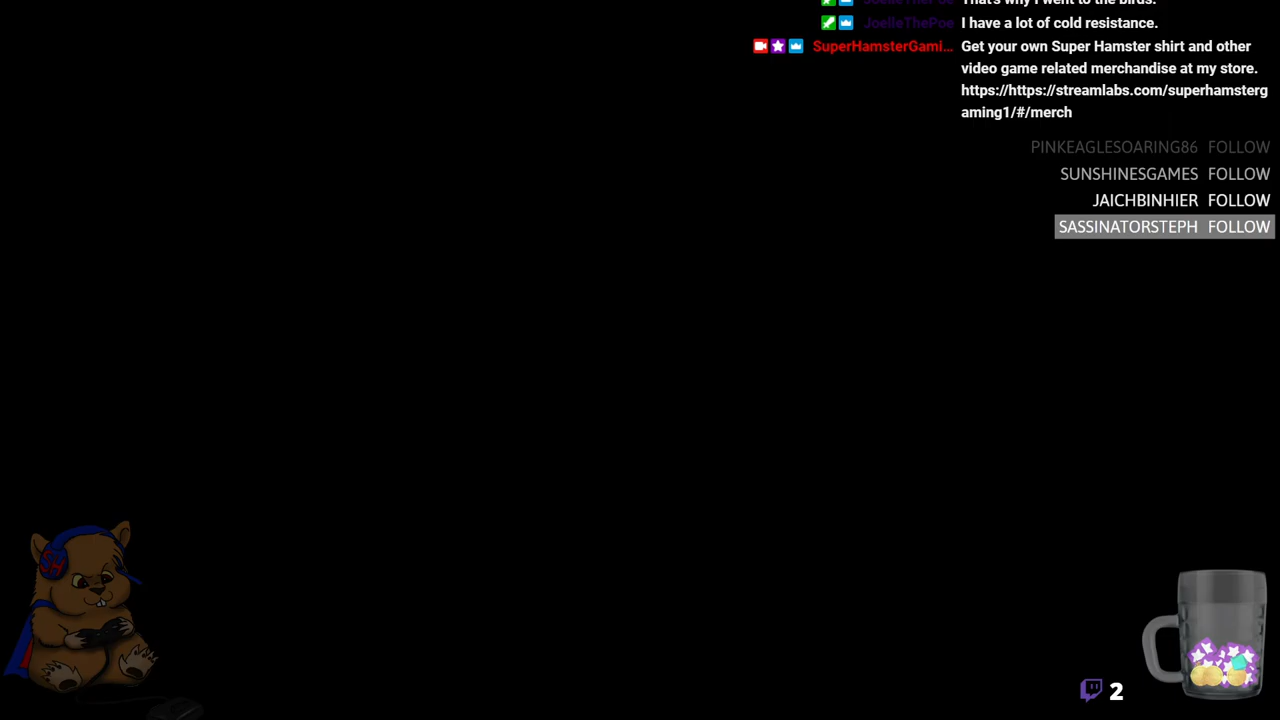 JoelleThePoe That's why I went to the birds.
JoelleThePoe I have a lot of cold resistance.
SuperHamsterGami... Get your own Super Hamster shirt and other
video game related merchandise at my store.
https://https://streamlabs.com/superhamsterg
aming1/#/merch
PINKEAGLESOARING86 FOLLOW
SUNSHINESGAMES FOLLOW
JAICHBINHIER FOLLOW
SASSINATORSTEPH FOLLOW
2